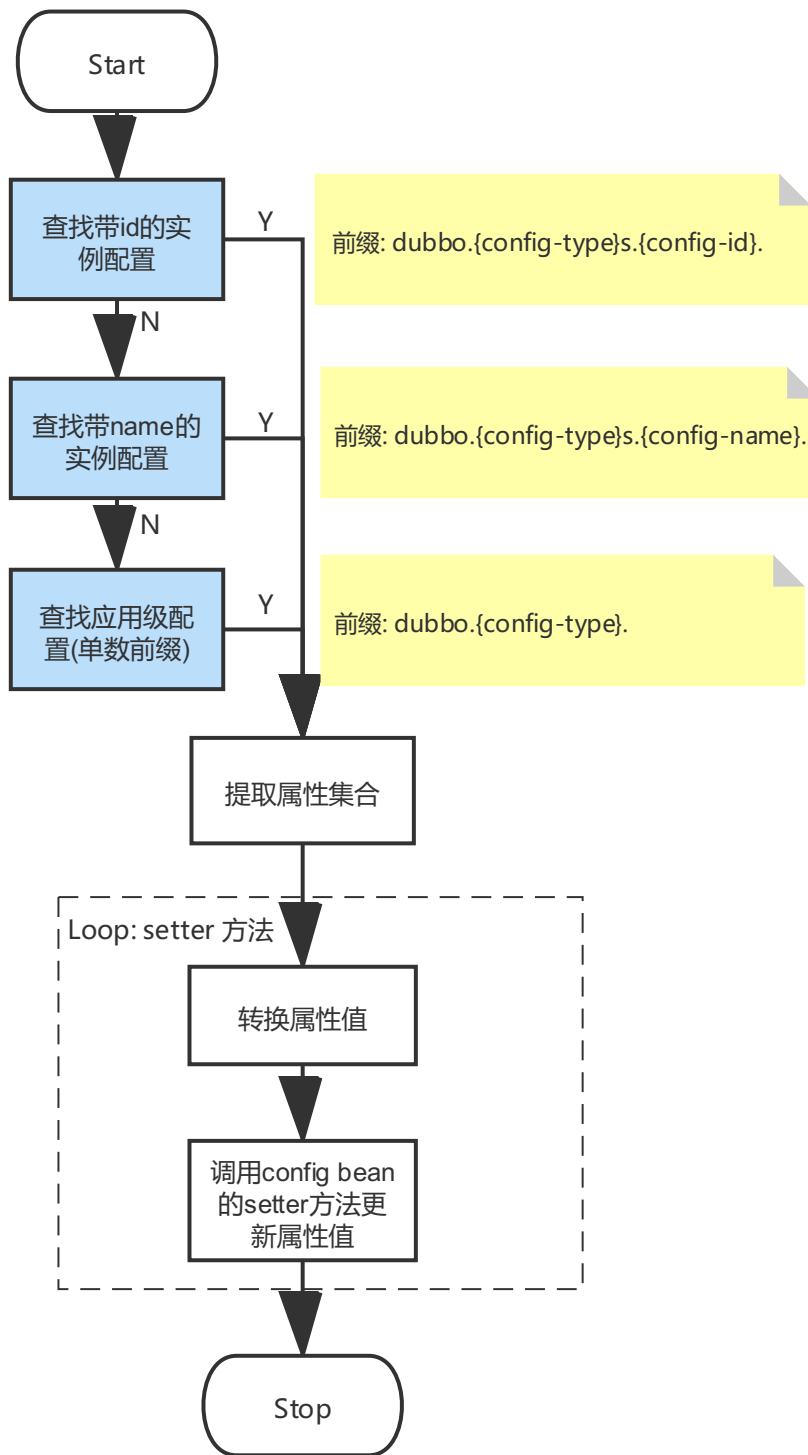 Start
查找带id的实
例配置
Y
前缀: dubbo.{config-type}s.{config-id}.
N
查找带name的
实例配置
Y
前缀: dubbo.{config-type}s.{config-name}.
N
查找应用级配
置(单数前缀)
Y
前缀: dubbo.{config-type}.
提取属性集合
Loop: setter 方法
转换属性值
调用config bean
的setter方法更
新属性值
Stop